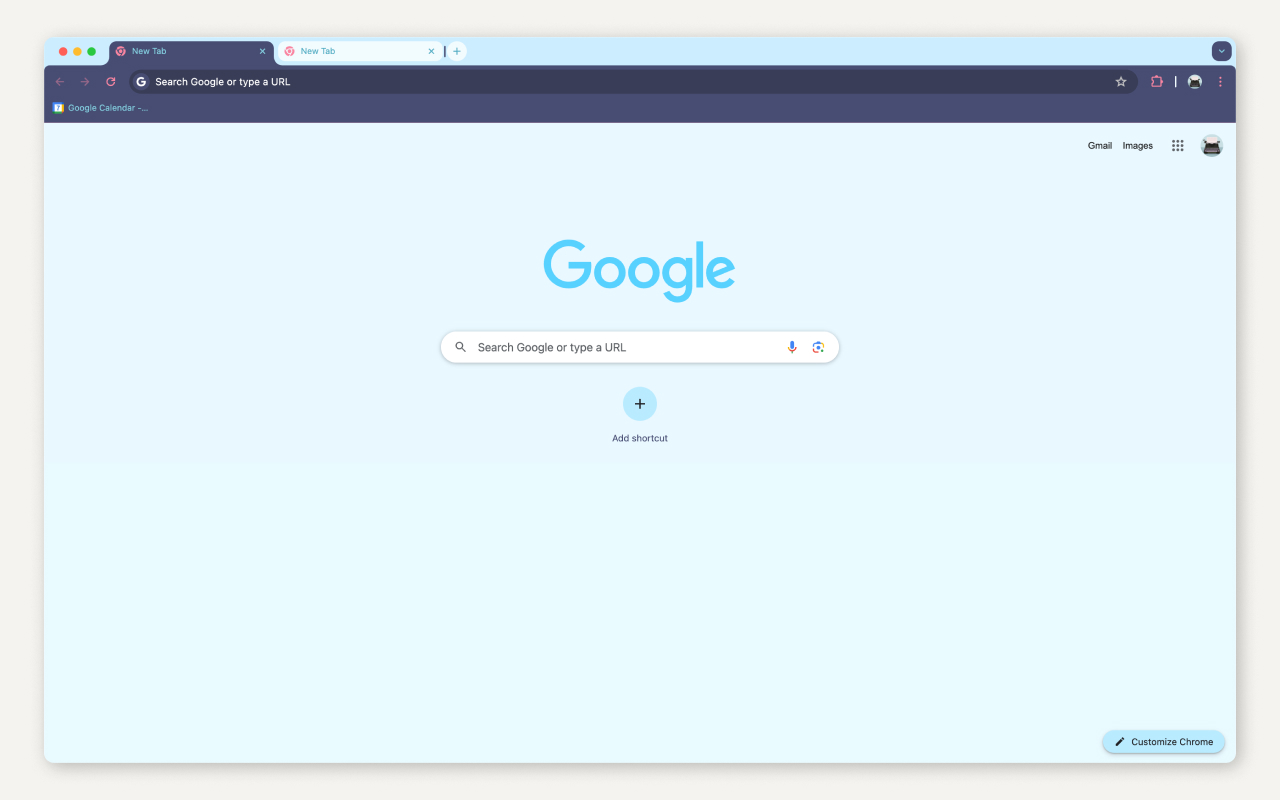 New Tab
New Tab
Search Google or type a URL
7 Google Calendar -...
Gmail Images
Google
Search Google or type a URL
Add shortcut
Customize Chrome